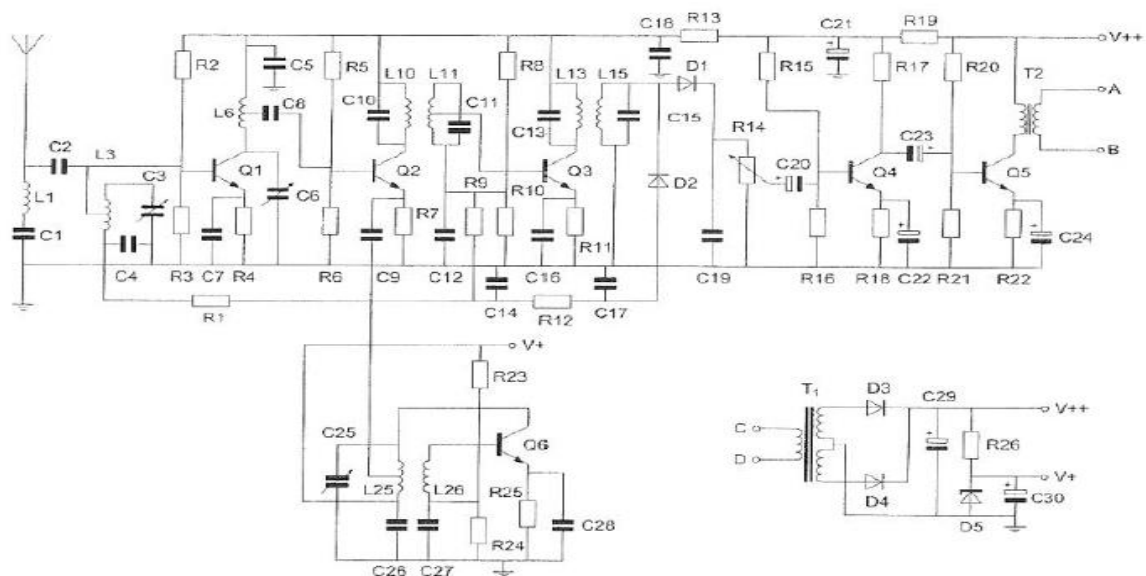 C18 R13 C21 R19
V++
R2 C5 R5 L10 L11 R8 L13 L15 D1 R15 R17 R20 T2
A
L6 C8 C10 C11 C13 C15 R14 C23
B
C2 L3 C3 Q1 Q2 Q3 D2 C20 Q4 Q5
L1 C6 R7 R9 R10 R11
C1 C4 C24
R3 C7 R4 R6 C9 C12 C16 C19 R16 R18 C22 R21 R22
R1 C14 R12 C17
V+
R23
T1 D3 C29
V++
C25 Q6 C R26
D
V+
L25 L26 R25 D4 C30
R24 C28 D5
C26 C27